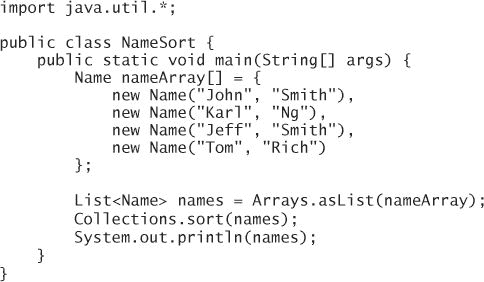 import java.util.*;

public class NameSort {
    public static void main(String[] args) {
        Name nameArray[] = {
            new Name("John", "Smith"),
            new Name("Karl", "Ng"),
            new Name("Jeff", "Smith"),
            new Name("Tom", "Rich")
        };

        List<Name> names = Arrays.asList(nameArray);
        Collections.sort(names);
        System.out.println(names);
    }
}